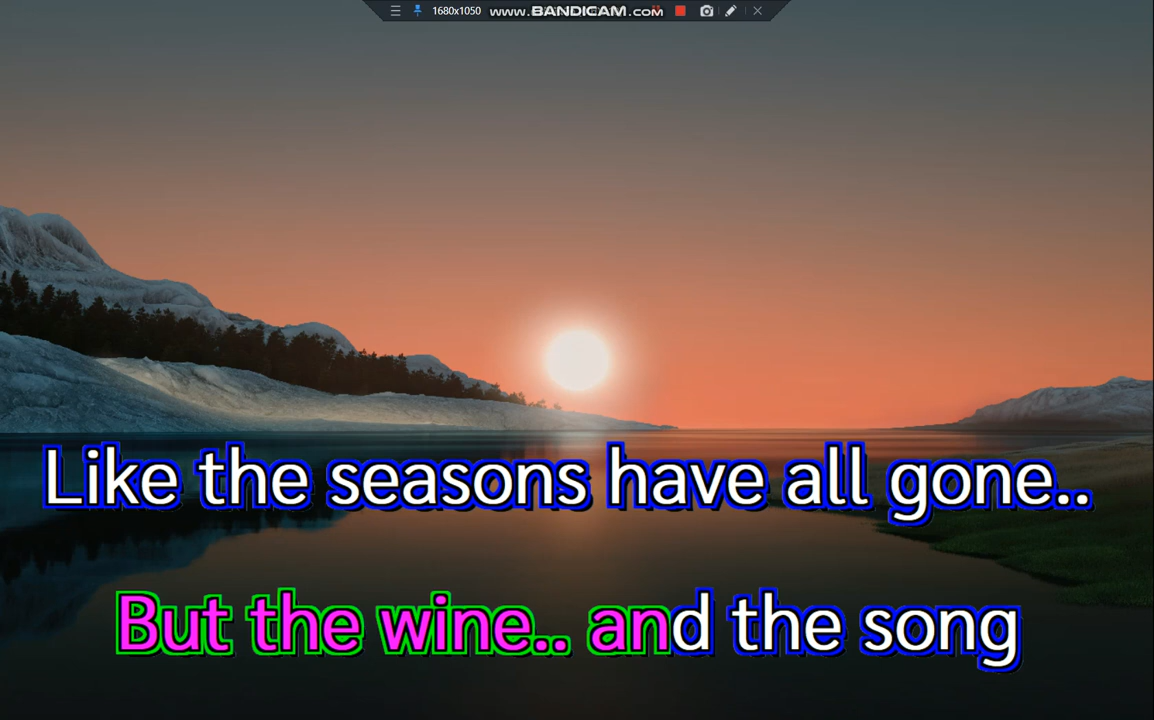 1680x1050 www.BANDICAM.com
Like the seasons have all gone..
But the wine.. and the song